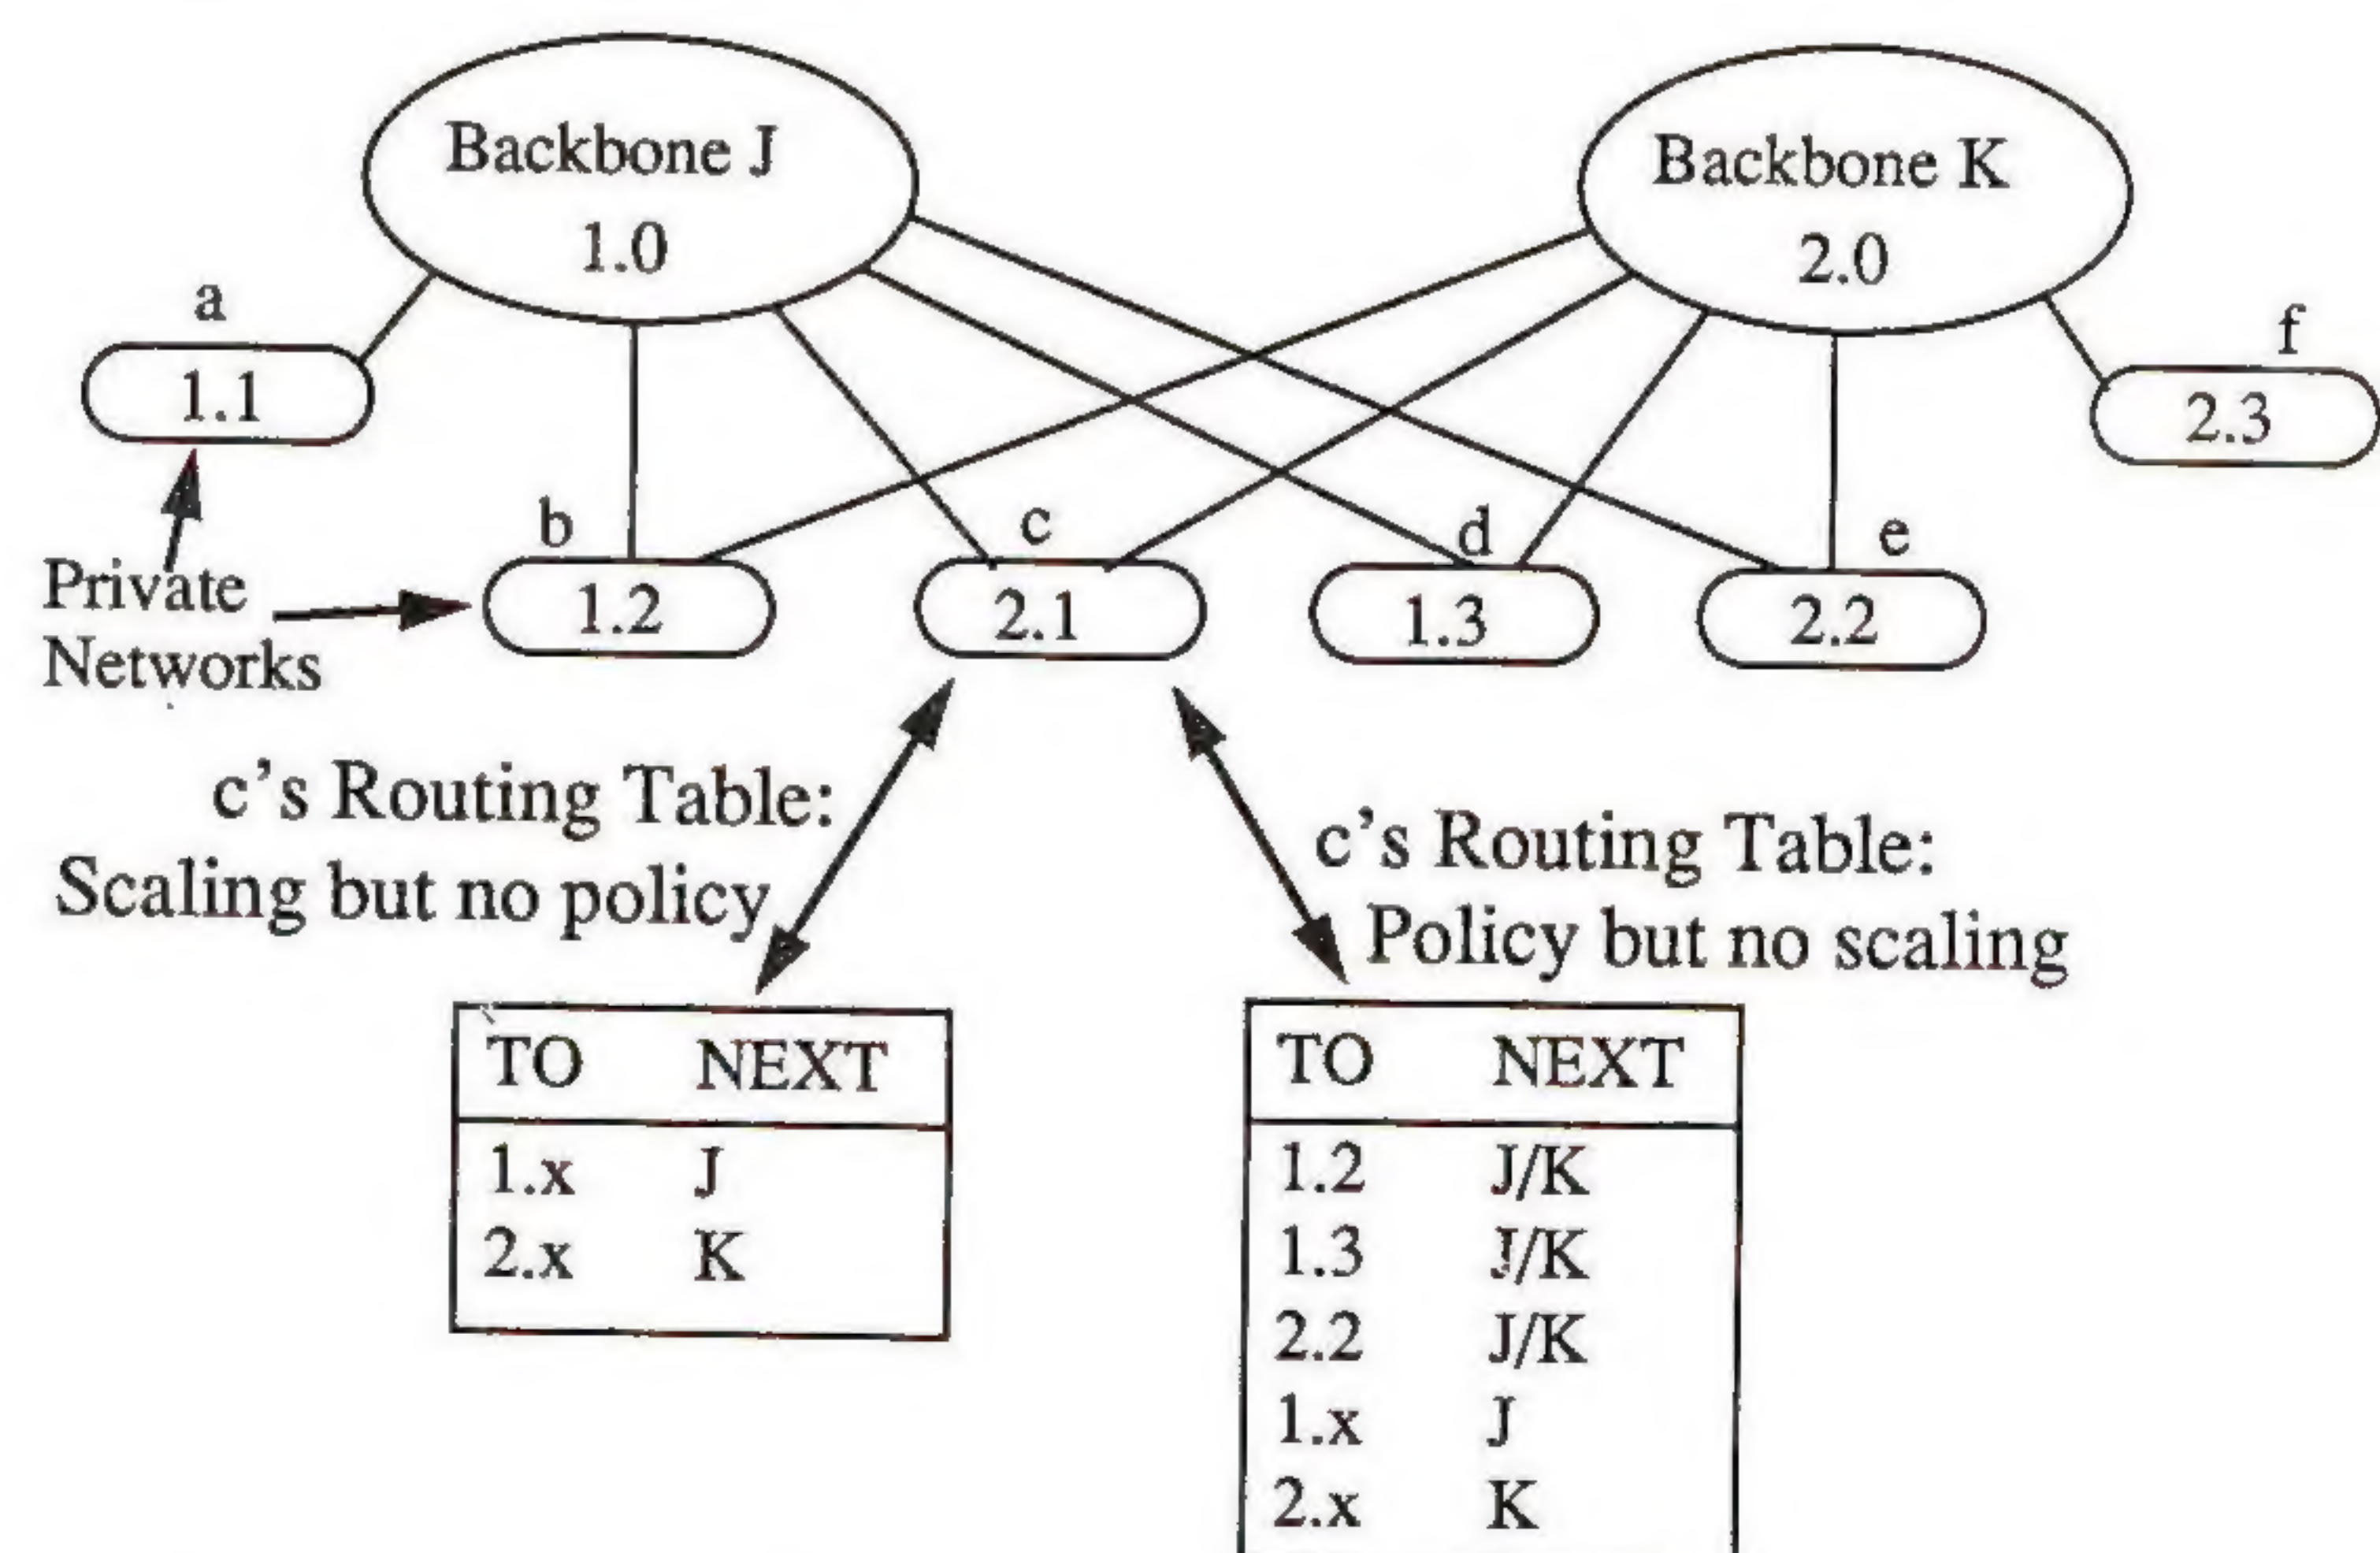 Backbone J
1.0
Backbone K
2.0
a
1.1
f
2.3
b
1.2
c
2.1
d
1.3
e
2.2
Private
Networks
c's Routing Table:
Scaling but no policy
c's Routing Table:
Policy but no scaling
TO NEXT
1.x J
2.x K
TO NEXT
1.2 J/K
1.3 J/K
2.2 J/K
1.x J
2.x K